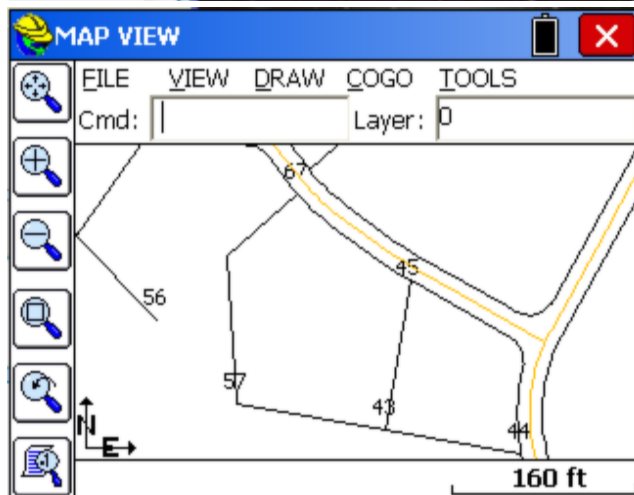 MAP VIEW
FILE VIEW DRAW COGO TOOLS
Cmd: Layer: 0
67
45
56
57
43
44
N
E
160 ft